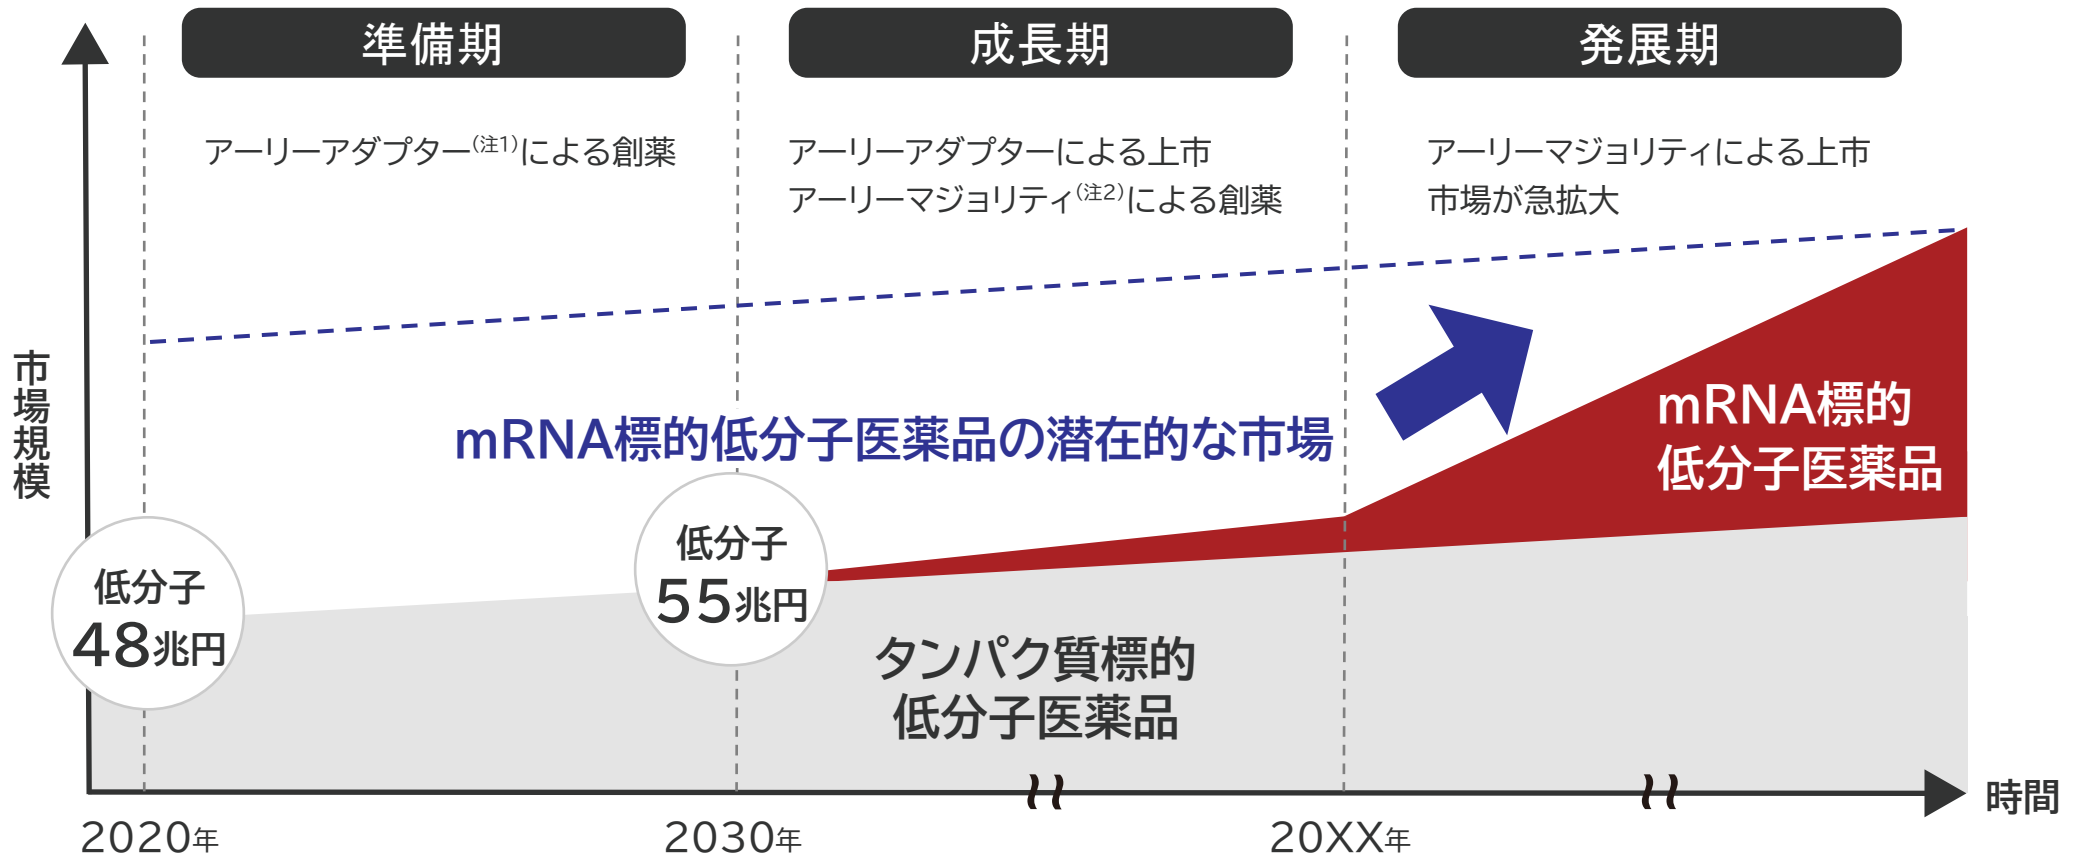 準備期
成長期
発展期
アーリーアダプター(注1)による創薬
アーリーアダプターによる上市
アーリーマジョリティ(注2)による創薬
アーリーマジョリティによる上市
市場が急拡大
市場規模
mRNA標的低分子医薬品の潜在的な市場
mRNA標的
低分子医薬品
低分子
48兆円
低分子
55兆円
タンパク質標的
低分子医薬品
時間
2020年
2030年
20XX年